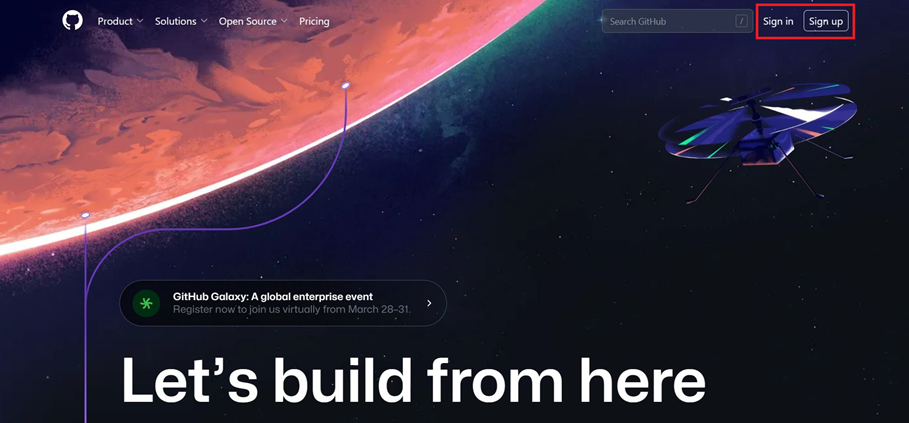 Product Solutions Open Source Pricing Search GitHub / Sign in Sign up
GitHub Galaxy: A global enterprise event
Register now to join us virtually from March 28–31.
Let’s build from here